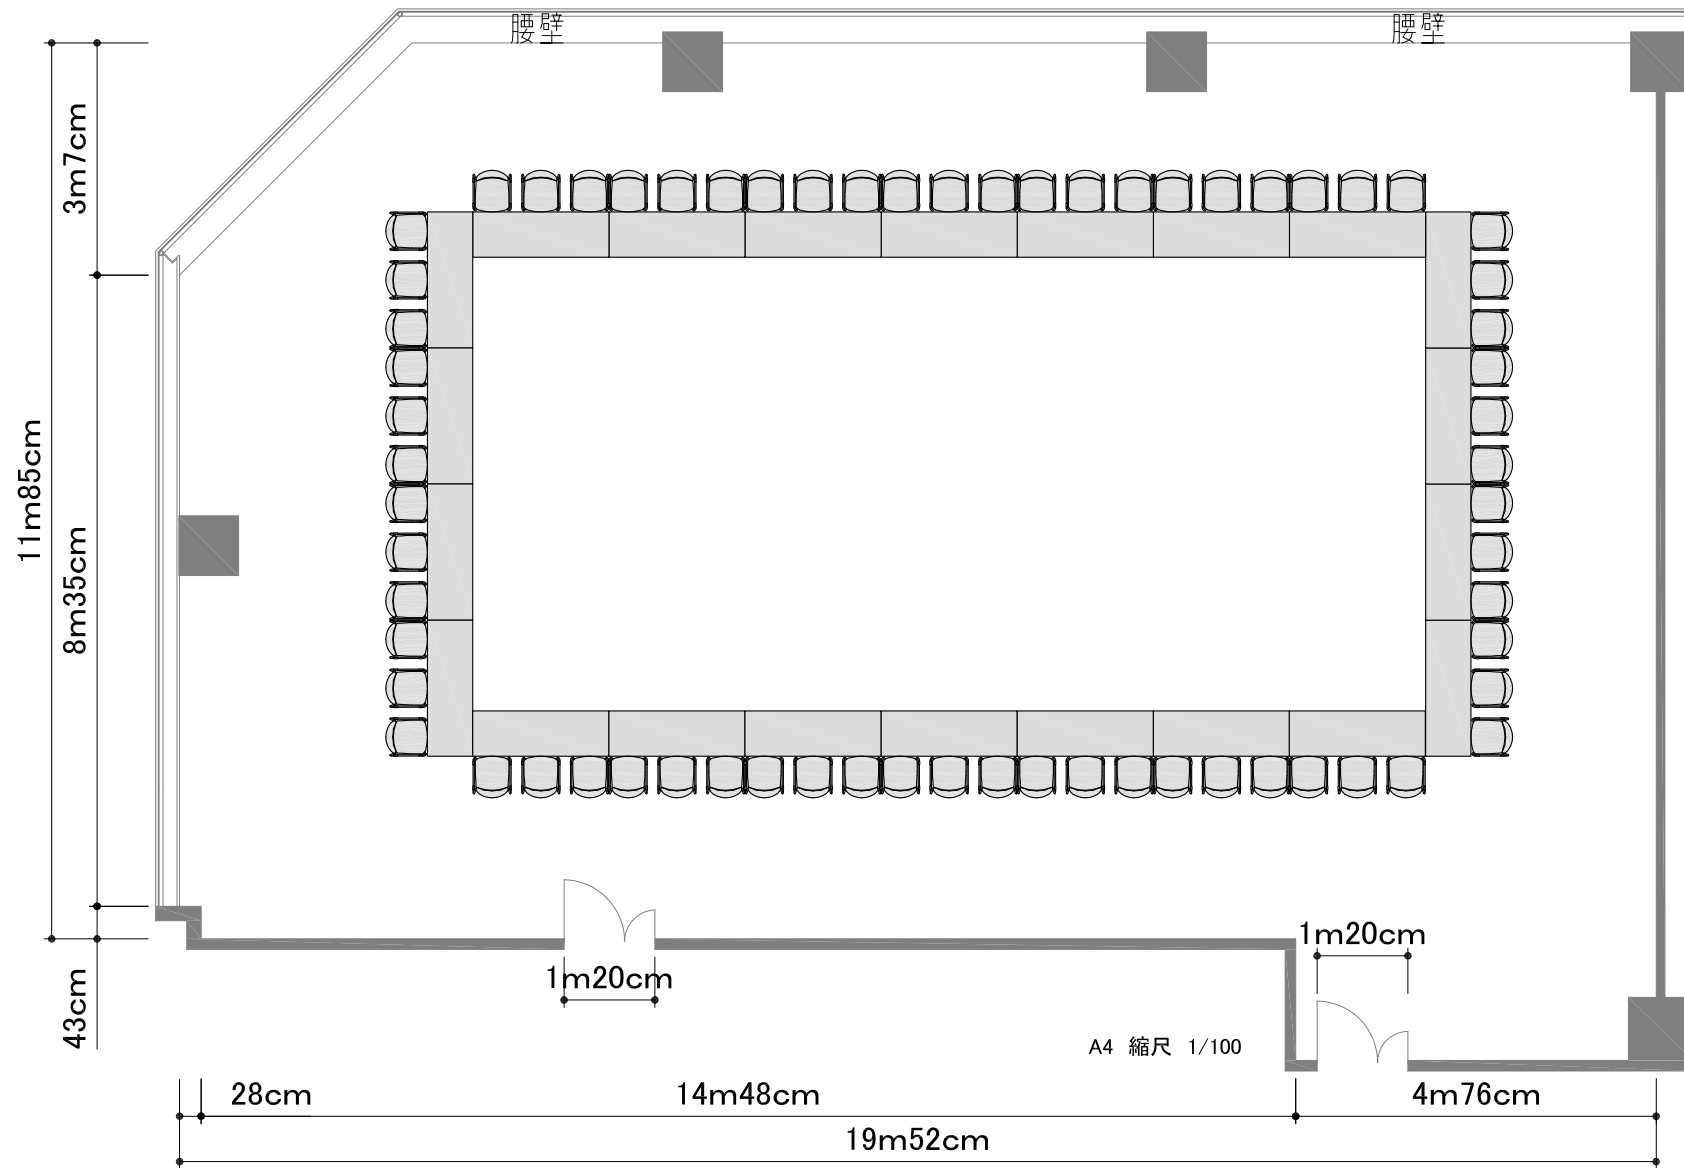 腰壁
腰壁
3m7cm
11m85cm
8m35cm
43cm
1m20cm
1m20cm
A4 縮尺 1/100
28cm
14m48cm
4m76cm
19m52cm